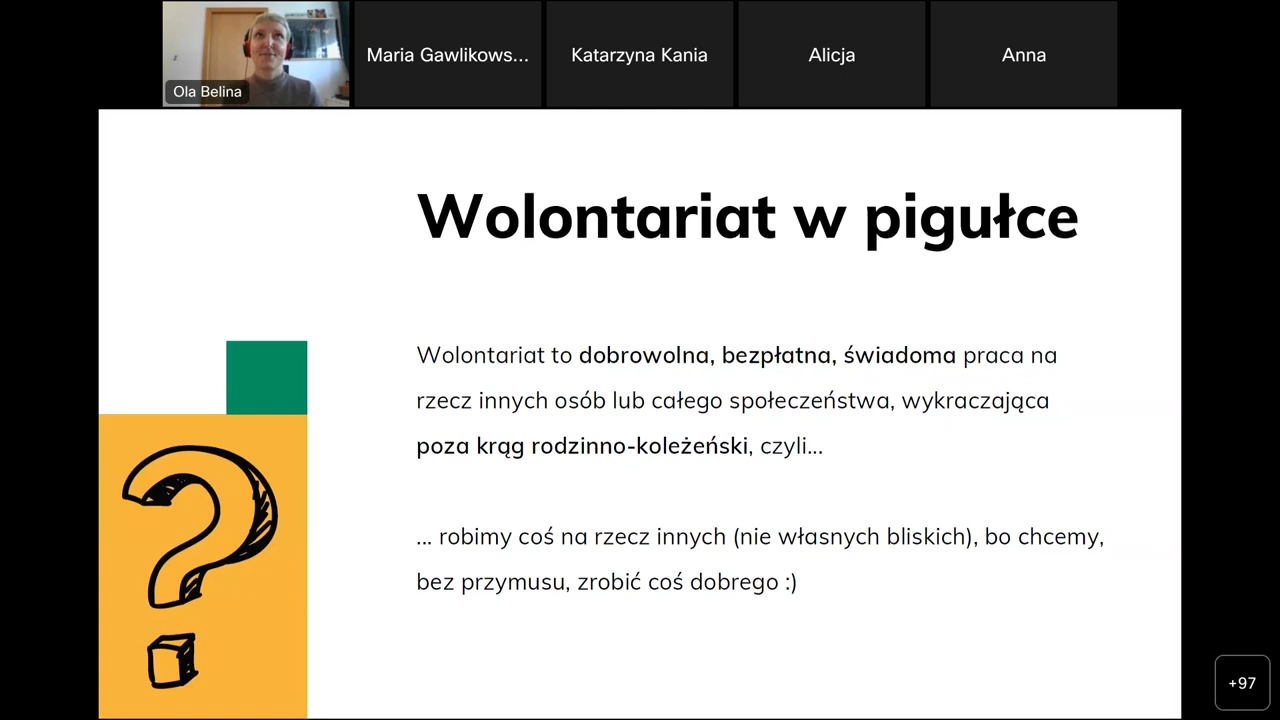 Ola Belina
Maria Gawlikows...
Katarzyna Kania
Alicja
Anna
Wolontariat w pigułce
Wolontariat to dobrowolna, bezpłatna, świadoma praca na
rzecz innych osób lub całego społeczeństwa, wykraczająca
poza krąg rodzinno-koleżeński, czyli...
... robimy coś na rzecz innych (nie własnych bliskich), bo chcemy,
bez przymusu, zrobić coś dobrego :)
+97